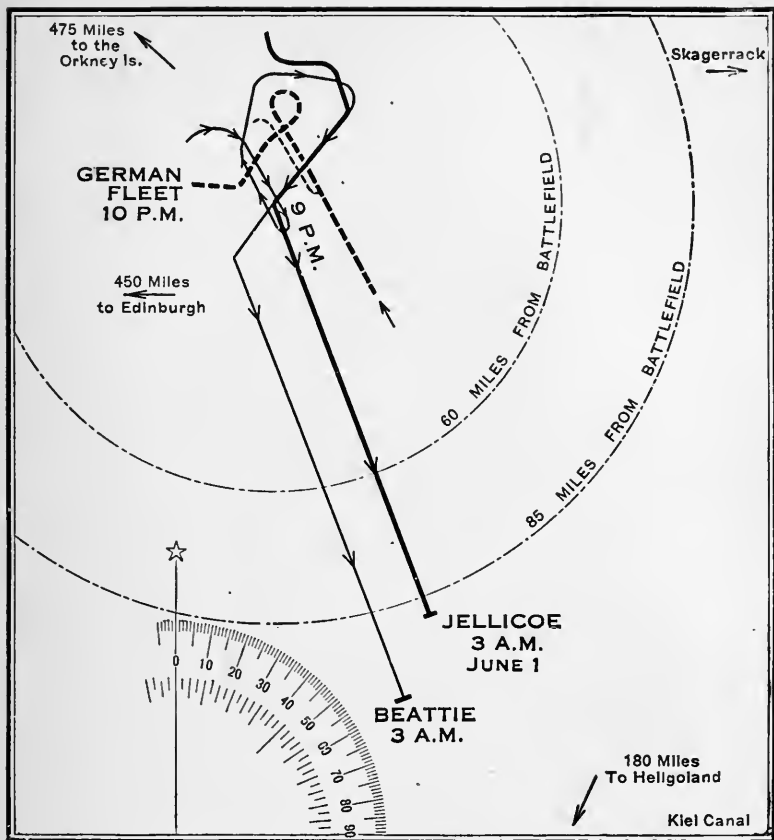 475 Miles
to the
Orkney Is.
Skagerrack
GERMAN
FLEET
10 P.M.
9 P.M.
450 Miles
to Edinburgh
60 MILES FROM BATTLEFIELD
85 MILES FROM BATTLEFIELD
JELLICOE
3 A.M.
JUNE 1
BEATTIE
3 A.M.
0 10 20 30 40 50 60 70 80 90
180 Miles
To Heligoland
Kiel Canal